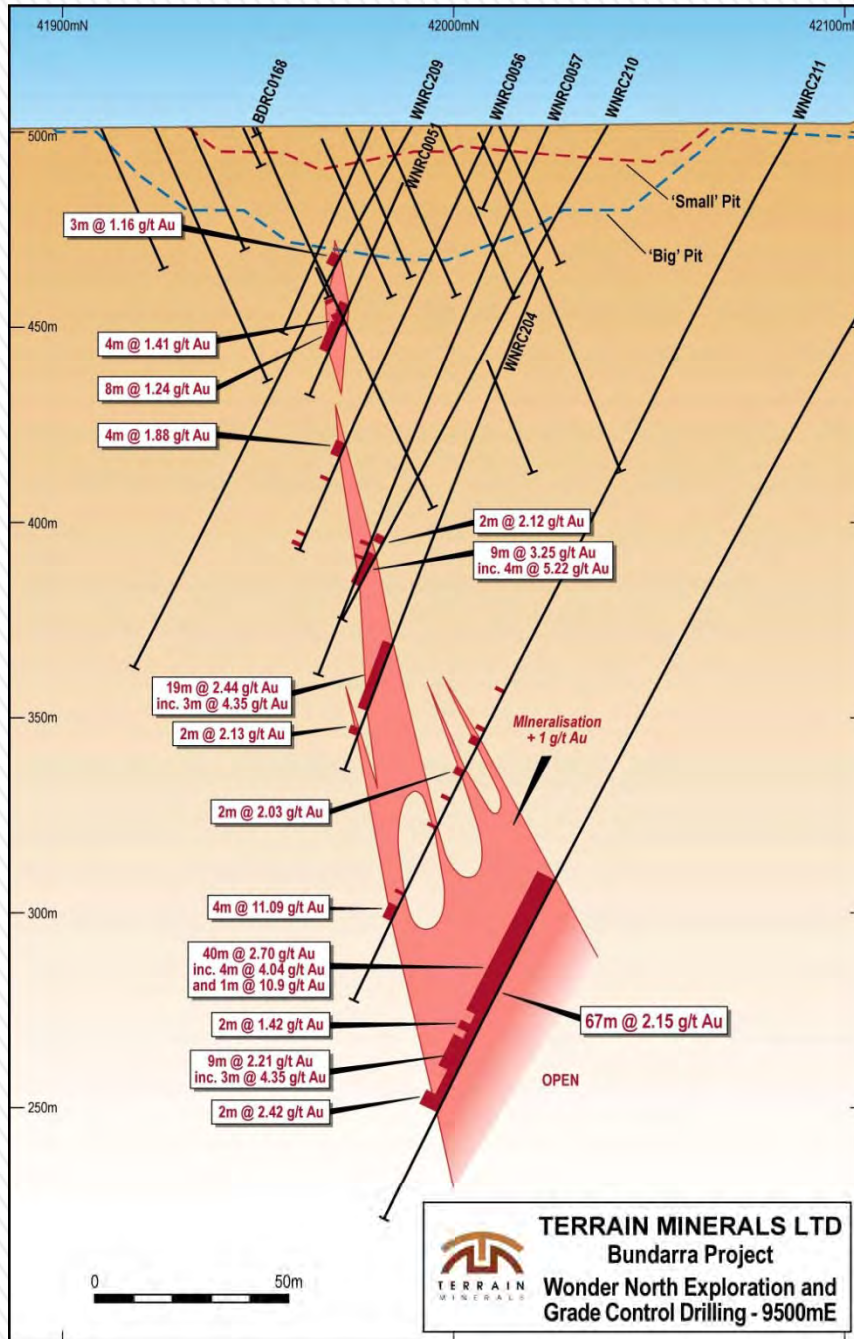 41900mN
42000mN
42100mN
BDRC0168
WNRC209
WNRC0051
WNRC0056
WNRC0057
WNRC210
WNRC211
500m
'Small' Pit
'Big' Pit
3m @ 1.16 g/t Au
450m
4m @ 1.41 g/t Au
WNRC204
8m @ 1.24 g/t Au
4m @ 1.88 g/t Au
400m
2m @ 2.12 g/t Au
9m @ 3.25 g/t Au
inc. 4m @ 5.22 g/t Au
19m @ 2.44 g/t Au
inc. 3m @ 4.35 g/t Au
350m
2m @ 2.13 g/t Au
MIneralisation
+ 1 g/t Au
2m @ 2.03 g/t Au
300m
4m @ 11.09 g/t Au
40m @ 2.70 g/t Au
inc. 4m @ 4.04 g/t Au
and 1m @ 10.9 g/t Au
67m @ 2.15 g/t Au
2m @ 1.42 g/t Au
9m @ 2.21 g/t Au
inc. 3m @ 4.35 g/t Au
OPEN
250m
2m @ 2.42 g/t Au
0
50m
TERRAIN
MINERALS
TERRAIN MINERALS LTD
Bundarra Project
Wonder North Exploration and
Grade Control Drilling - 9500mE